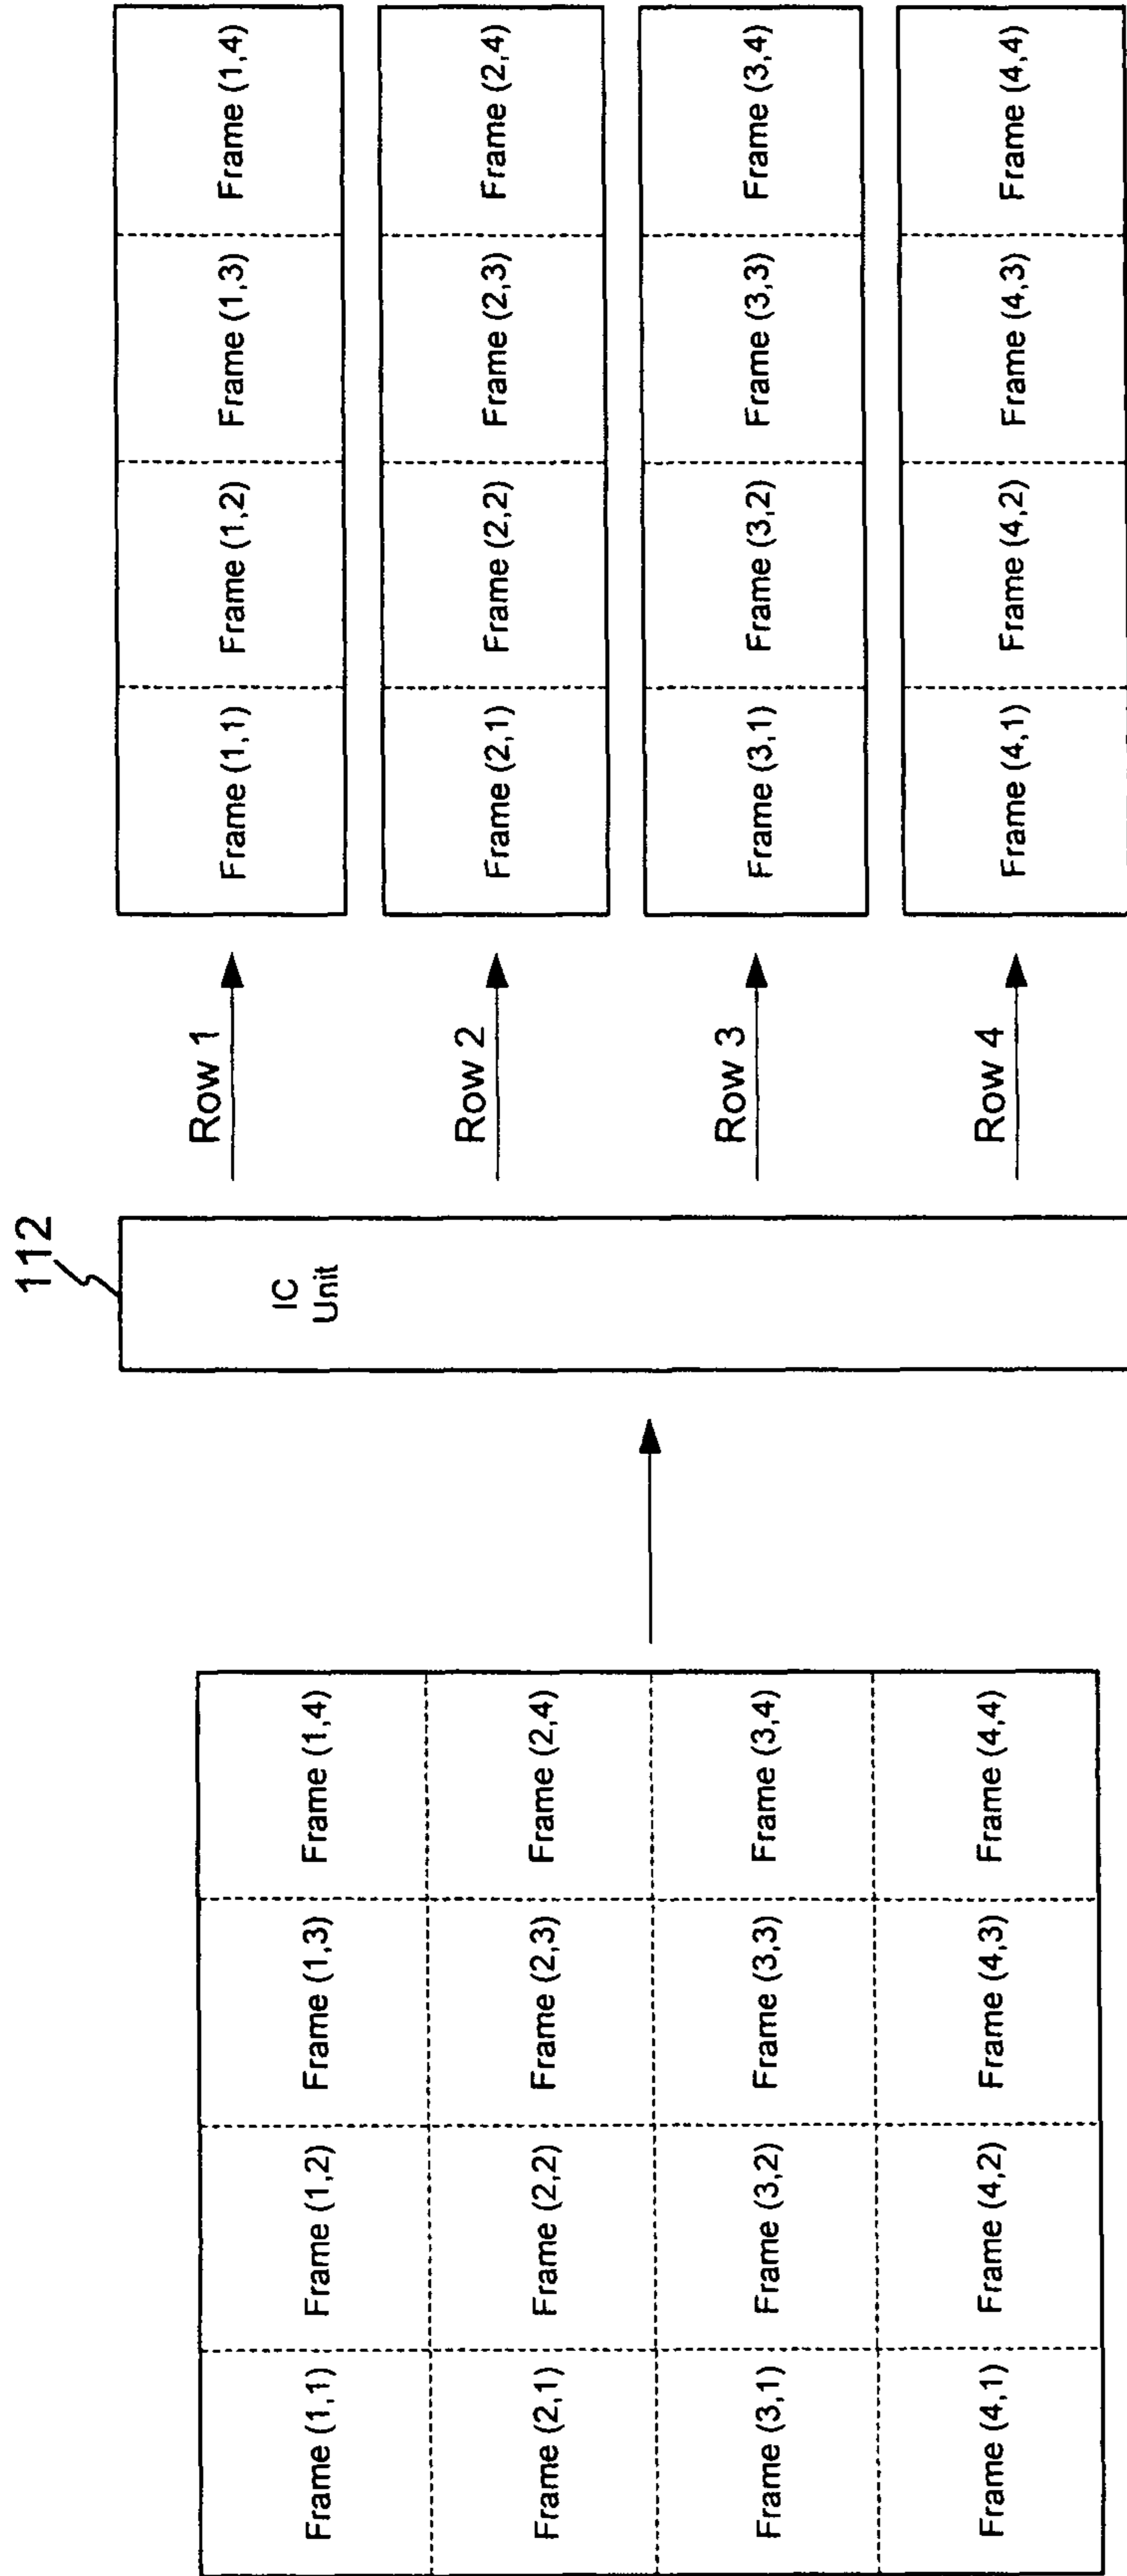 Frame (1,1) Frame (1,2) Frame (1,3) Frame (1,4)
Frame (2,1) Frame (2,2) Frame (2,3) Frame (2,4)
Frame (3,1) Frame (3,2) Frame (3,3) Frame (3,4)
Frame (4,1) Frame (4,2) Frame (4,3) Frame (4,4)
112
IC
Unit
Row 1
Frame (1,1) Frame (1,2) Frame (1,3) Frame (1,4)
Row 2
Frame (2,1) Frame (2,2) Frame (2,3) Frame (2,4)
Row 3
Frame (3,1) Frame (3,2) Frame (3,3) Frame (3,4)
Row 4
Frame (4,1) Frame (4,2) Frame (4,3) Frame (4,4)